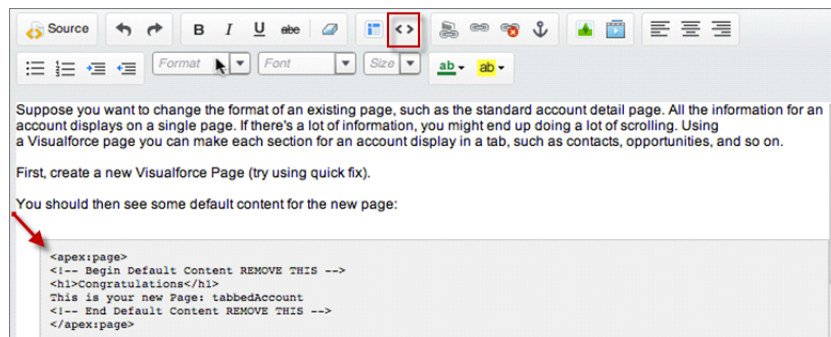 Source B I U abc
Format Font Size ab ab
Suppose you want to change the format of an existing page, such as the standard account detail page. All the information for an
account displays on a single page. If there's a lot of information, you might end up doing a lot of scrolling. Using
a Visualforce page you can make each section for an account display in a tab, such as contacts, opportunities, and so on.
First, create a new Visualforce Page (try using quick fix).
You should then see some default content for the new page:
<apex:page>
<!-- Begin Default Content REMOVE THIS -->
<h1>Congratulations</h1>
This is your new Page: tabbedAccount
<!-- End Default Content REMOVE THIS -->
</apex:page>